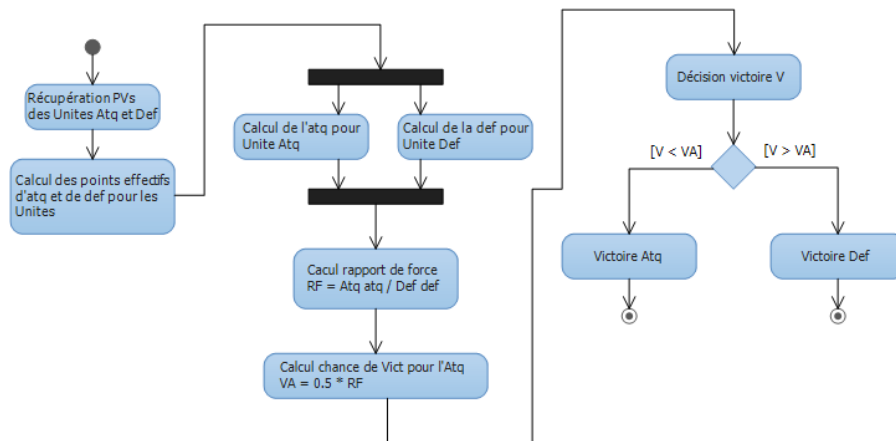 Récupération PVs
des Unites Atq et Def
Calcul des points effectifs
d'atq et de def pour les
Unites
Calcul de l'atq pour
Unite Atq
Calcul de la def pour
Unite Def
Cacul rapport de force
RF = Atq atq / Def def
Calcul chance de Vict pour l'Atq
VA = 0.5 * RF
Décision victoire V
[V < VA]
[V > VA]
Victoire Atq
Victoire Def